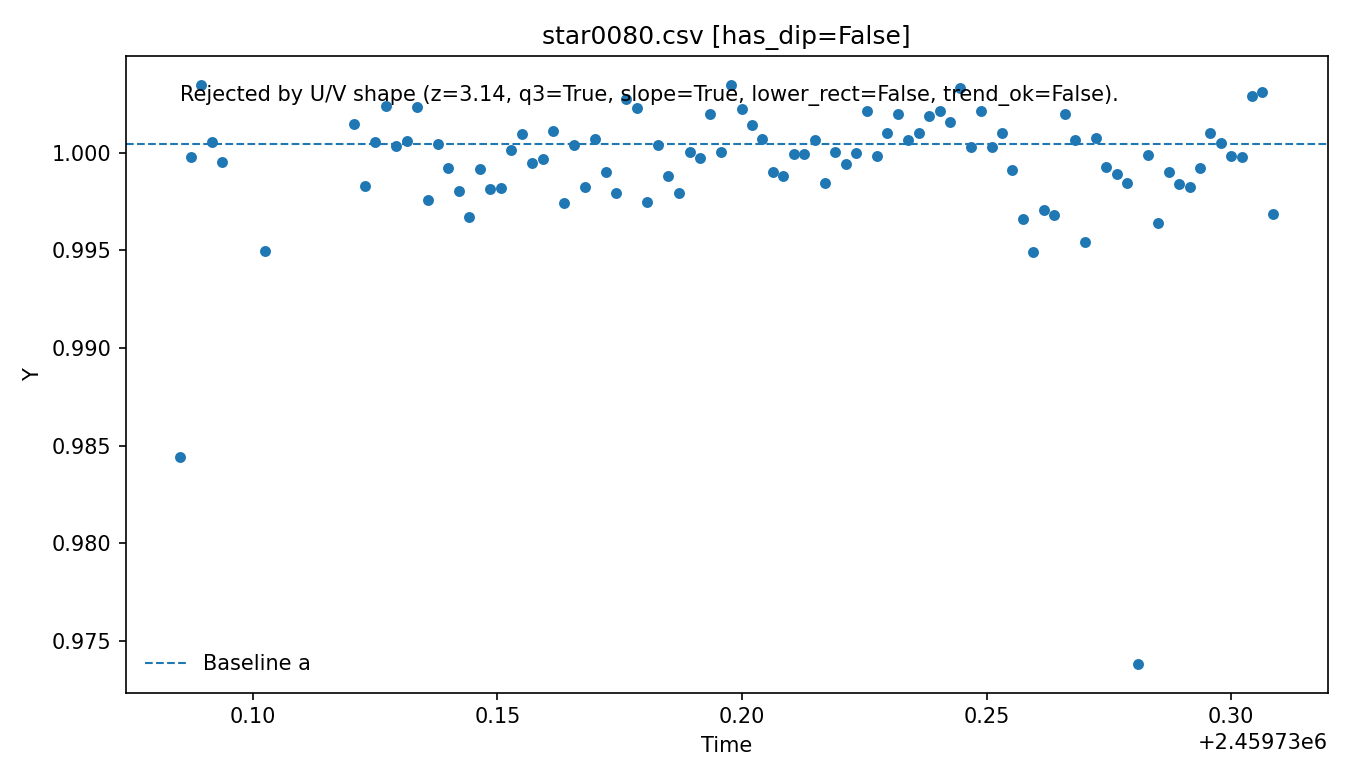 star0080.csv [has_dip=False]
Rejected by U/V shape (z=3.14, q3=True, slope=True, lower_rect=False, trend_ok=False).
1.000
0.995
0.990
0.985
0.980
0.975
Y
Baseline a
0.10
0.15
0.20
0.25
0.30
Time
+2.45973e6